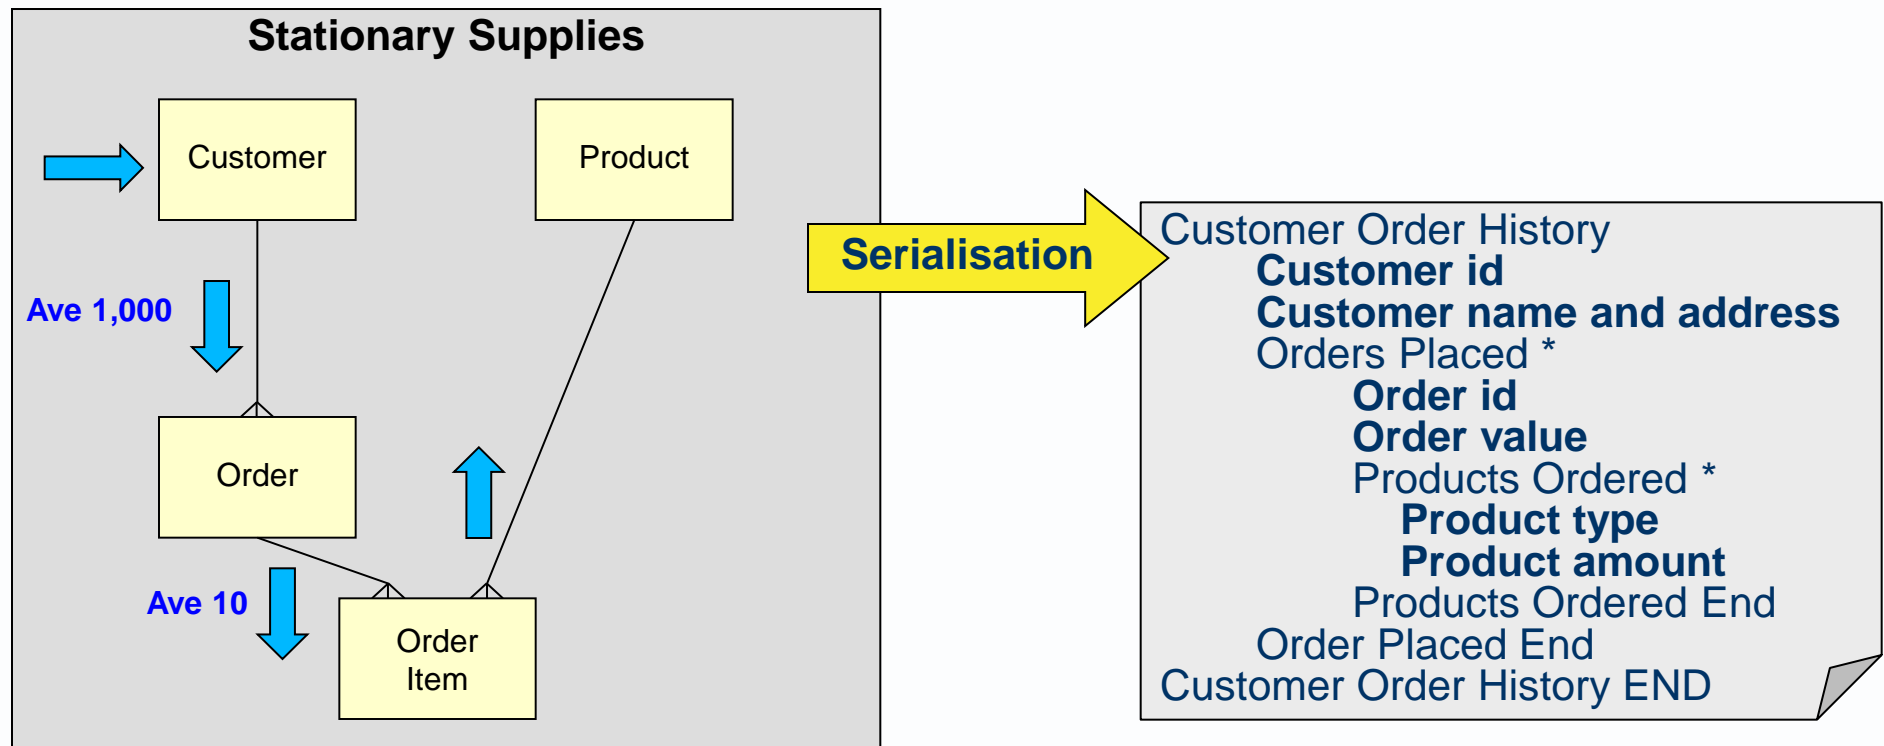 Stationary Supplies
Customer
Product
Ave 1,000
Order
Ave 10
Order
Item
Serialisation
Customer Order History
Customer id
Customer name and address
Orders Placed *
Order id
Order value
Products Ordered *
Product type
Product amount
Products Ordered End
Order Placed End
Customer Order History END